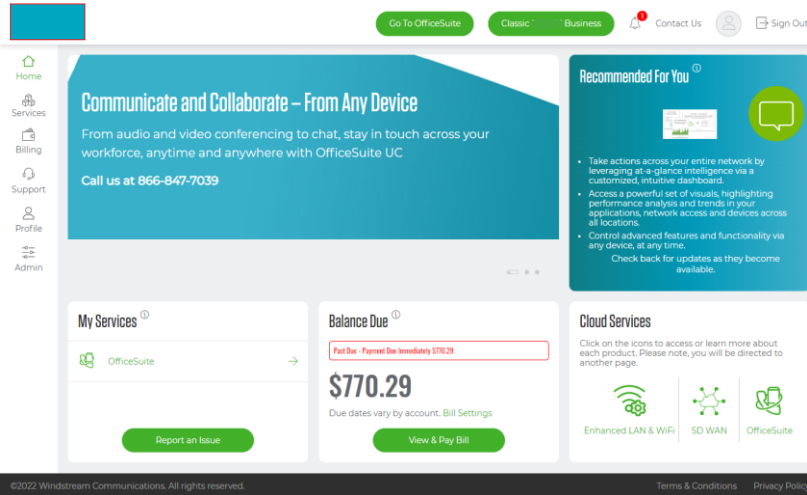 Go To OfficeSuite
Classic
Business
1
Contact Us
Sign Out
Home
Services
Billing
Support
Profile
Admin
Communicate and Collaborate – From Any Device
From audio and video conferencing to chat, stay in touch across your
workforce, anytime and anywhere with OfficeSuite UC
Call us at 866-847-7039
Recommended For You
• Take actions across your entire network by
leveraging at-a-glance intelligence via a
customized, intuitive dashboard.
• Access a powerful set of visuals, highlighting
performance analysis and trends in your
applications, network access and devices across
all locations.
• Control advanced features and functionality via
any device, at any time.
Check back for updates as they become
available.
My Services
OfficeSuite
Report an Issue
Balance Due
Past Due - Payment Due Immediately $770.29
$770.29
Due dates vary by account. Bill Settings
View & Pay Bill
Cloud Services
Click on the icons to access or learn more about
each product. Please note, you will be directed to
another page.
Enhanced LAN & WiFi
SD WAN
OfficeSuite
©2022 Windstream Communications. All rights reserved.
Terms & Conditions
Privacy Policy